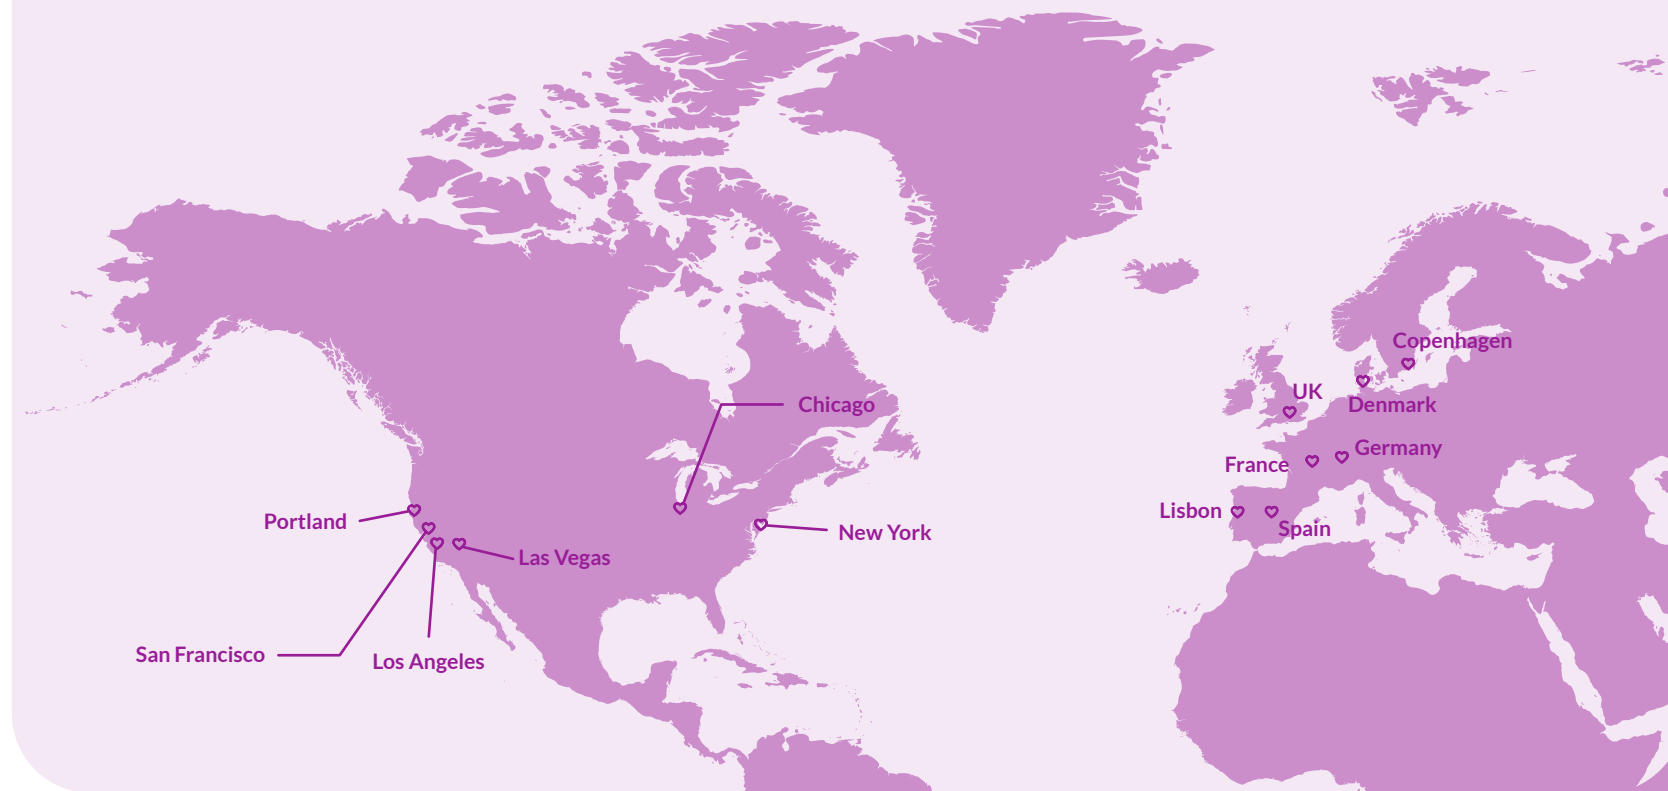 Copenhagen
UK
Denmark
Chicago
Germany
France
Lisbon
Portland
Spain
New York
Las Vegas
San Francisco
Los Angeles